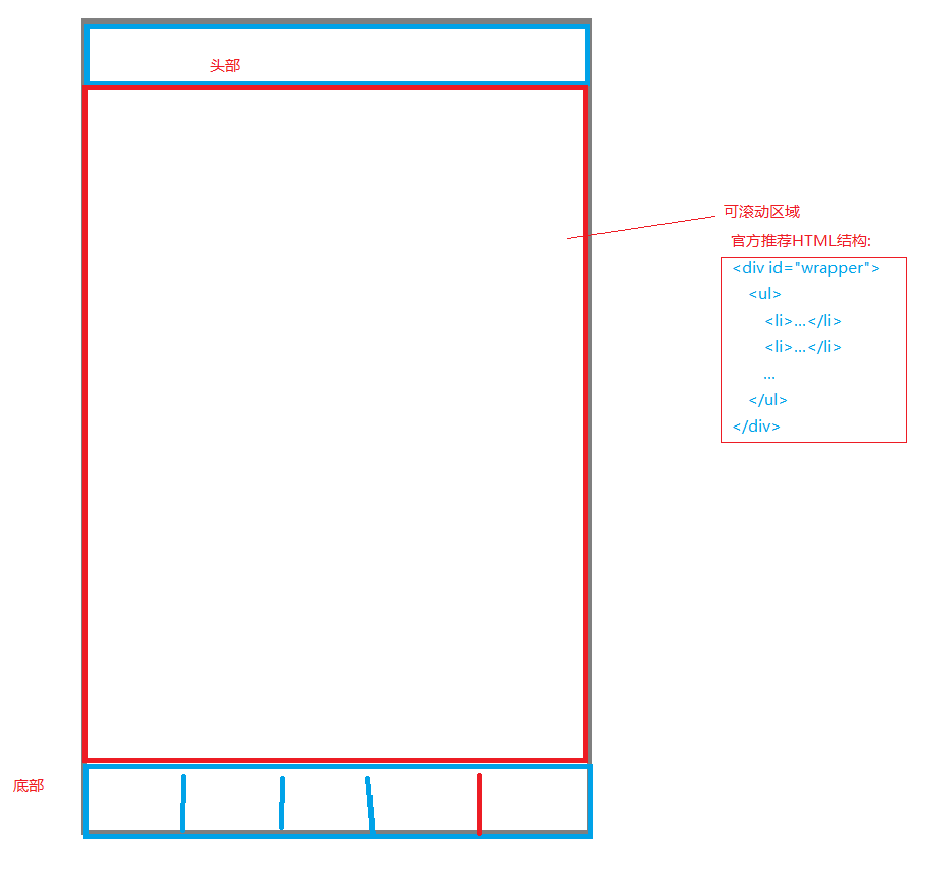 头部
可滚动区域
官方推荐HTML结构:
<div id="wrapper">
<ul>
<li>...</li>
<li>...</li>
...
</ul>
</div>
底部